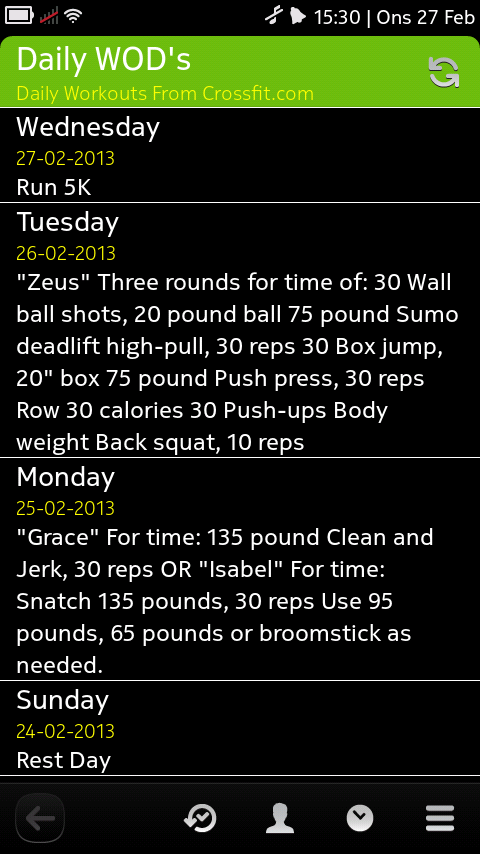 15:30 | Ons 27 Feb
Daily WOD's
Daily Workouts From Crossfit.com
Wednesday
27-02-2013
Run 5K
Tuesday
26-02-2013
"Zeus" Three rounds for time of: 30 Wall
ball shots, 20 pound ball 75 pound Sumo
deadlift high-pull, 30 reps 30 Box jump,
20" box 75 pound Push press, 30 reps
Row 30 calories 30 Push-ups Body
weight Back squat, 10 reps
Monday
25-02-2013
"Grace" For time: 135 pound Clean and
Jerk, 30 reps OR "Isabel" For time:
Snatch 135 pounds, 30 reps Use 95
pounds, 65 pounds or broomstick as
needed.
Sunday
24-02-2013
Rest Day